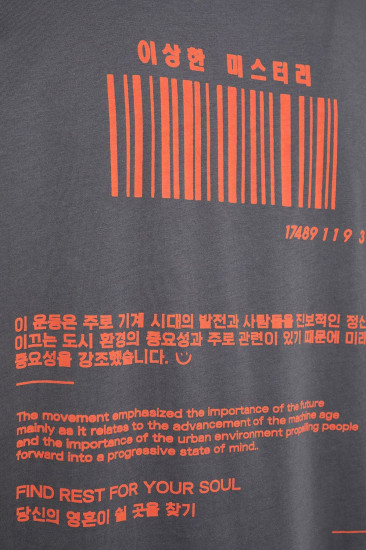 이상한 미스터리
17489 1 1 9 3
이 운동은 주로 기계 시대의 발전과 사람들을 진보적인 정신
이끄는 도시 환경의 중요성과 주로 관련이 있기 때문에 미래
중요성을 강조했습니다.
The movement emphasized the importance of the future
mainly as it relates to the advancement of the machine age
and the importance of the urban environment propelling people
forward into a progressive state of mind..
FIND REST FOR YOUR SOUL
당신의 영혼이 쉴 곳을 찾기